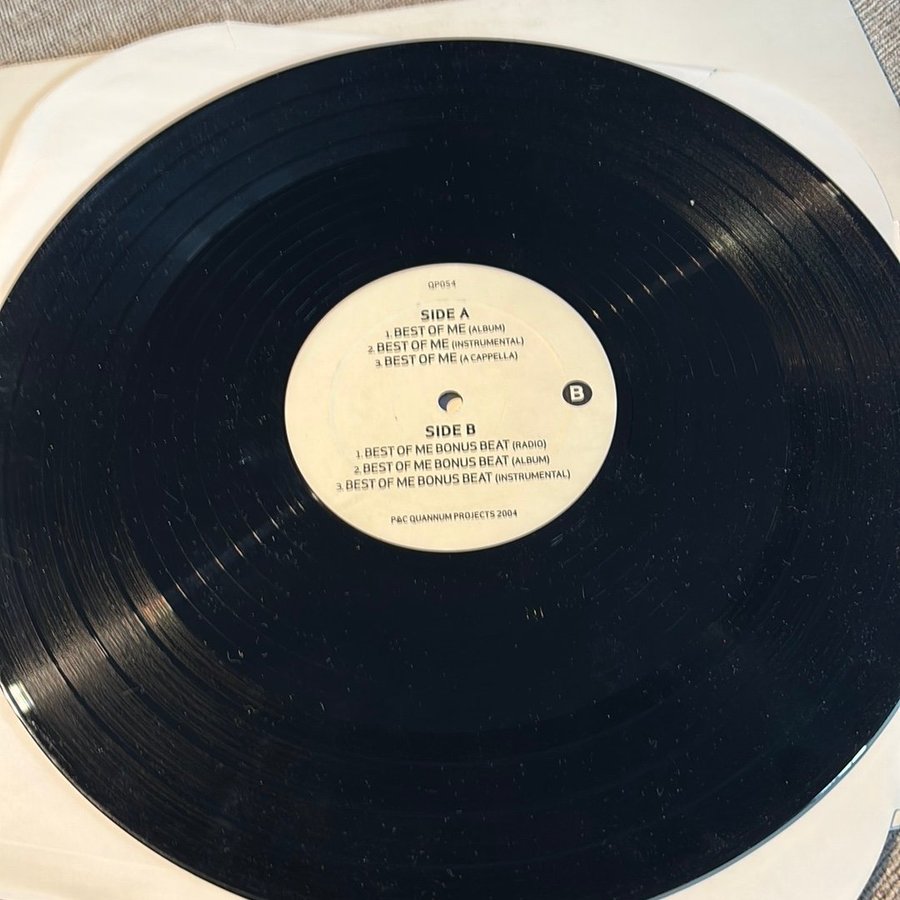 QP054
SIDE A
1. BEST OF ME (ALBUM)
2. BEST OF ME (INSTRUMENTAL)
3. BEST OF ME (A CAPPELLA)
B
SIDE B
1. BEST OF ME BONUS BEAT (RADIO)
2. BEST OF ME BONUS BEAT (ALBUM)
3. BEST OF ME BONUS BEAT (INSTRUMENTAL)
P&C QUANNUM PROJECTS 2004